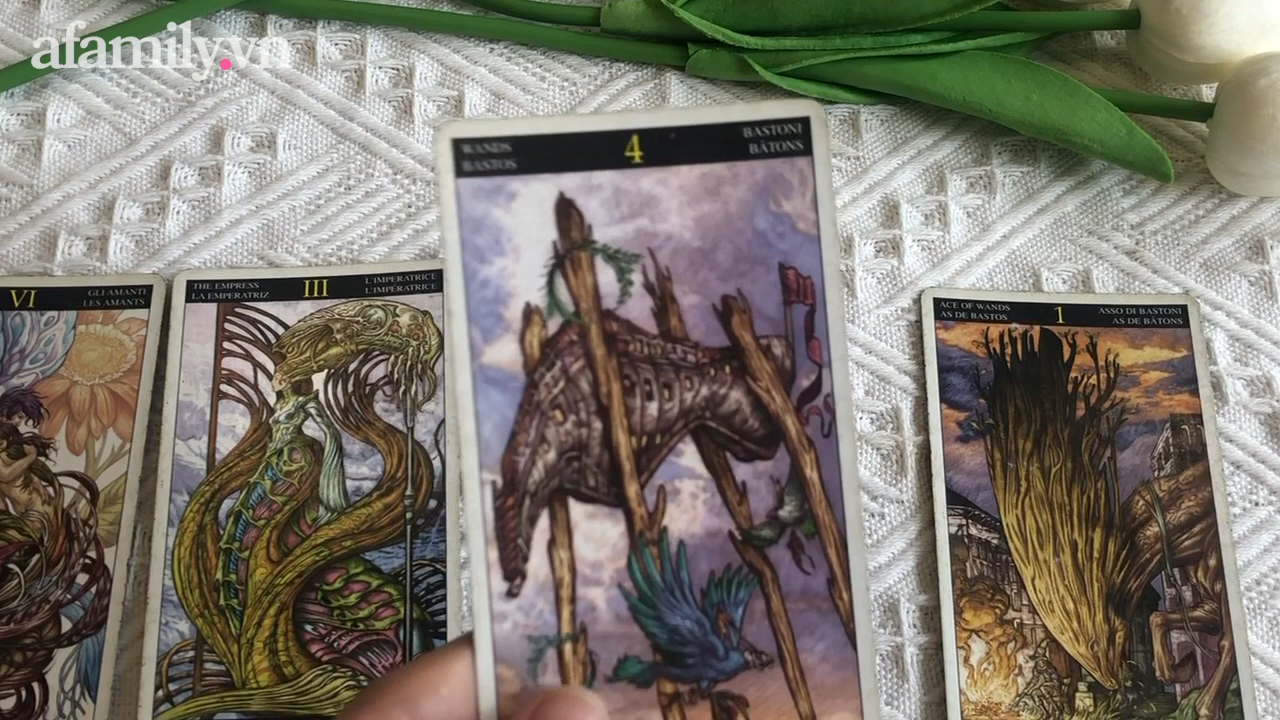 afamily.vn
WANDS
BASTOS
4
BASTONI
BÂTONS
VI
GLI AMANTI
LES AMANTS
THE EMPRESS
LA EMPERATRIZ
III
L'IMPERATRICE
L'IMPÉRATRICE
ACE OF WANDS
AS DE BASTOS
1
ASSO DI BASTONI
AS DE BÂTONS